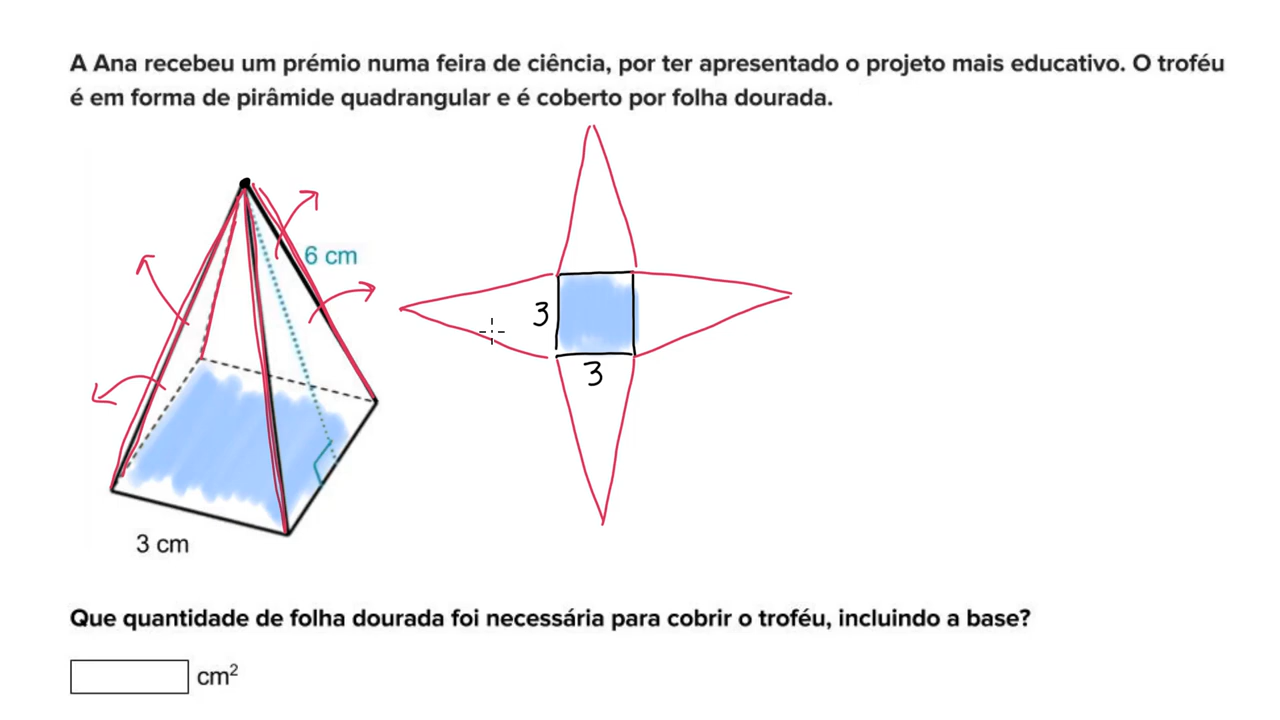 A Ana recebeu um prémio numa feira de ciência, por ter apresentado o projeto mais educativo. O troféu
é em forma de pirâmide quadrangular e é coberto por folha dourada.
6 cm
3
3
3 cm
Que quantidade de folha dourada foi necessária para cobrir o troféu, incluindo a base?
cm²